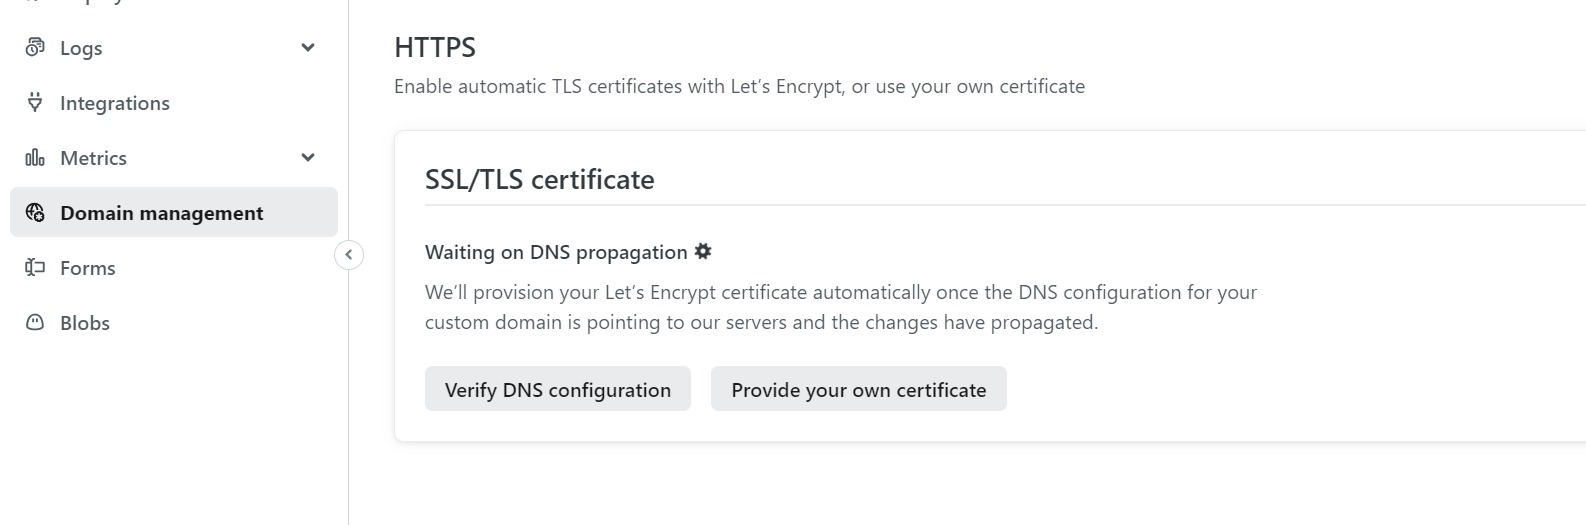 Logs
Integrations
Metrics
Domain management
Forms
Blobs
HTTPS
Enable automatic TLS certificates with Let's Encrypt, or use your own certificate
SSL/TLS certificate
Waiting on DNS propagation
We'll provision your Let's Encrypt certificate automatically once the DNS configuration for your
custom domain is pointing to our servers and the changes have propagated.
Verify DNS configuration
Provide your own certificate